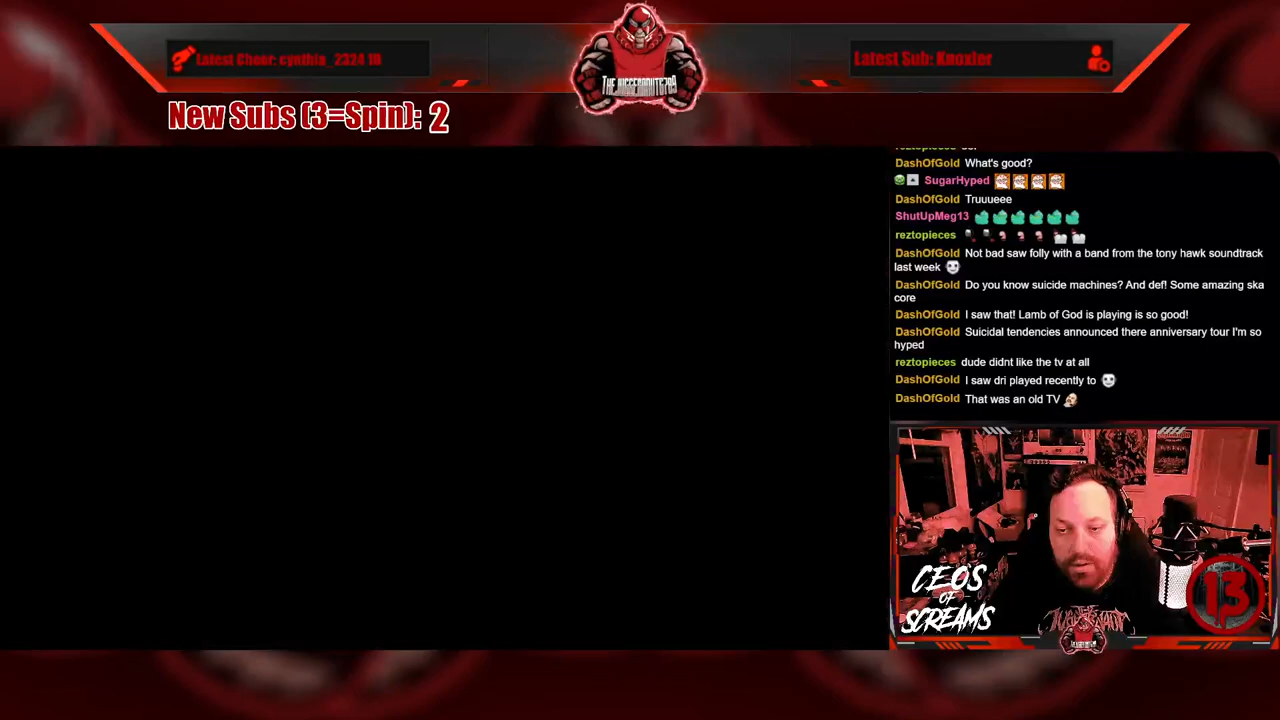 Latest Cheer: cynthia_2324 10
THEJUGGERNAUT6789
Latest Sub: Knoxler
New Subs (3=Spin): 2
DashOfGold What's good?
SugarHyped
DashOfGold Truuueee
ShutUpMeg13
reztopieces
DashOfGold Not bad saw folly with a band from the tony hawk soundtrack
last week
DashOfGold Do you know suicide machines? And def! Some amazing ska
core
DashOfGold I saw that! Lamb of God is playing is so good!
DashOfGold Suicidal tendencies announced there anniversary tour I'm so
hyped
reztopieces dude didnt like the tv at all
DashOfGold I saw dri played recently to
DashOfGold That was an old TV
CEOS
OF
SCREAMS
13